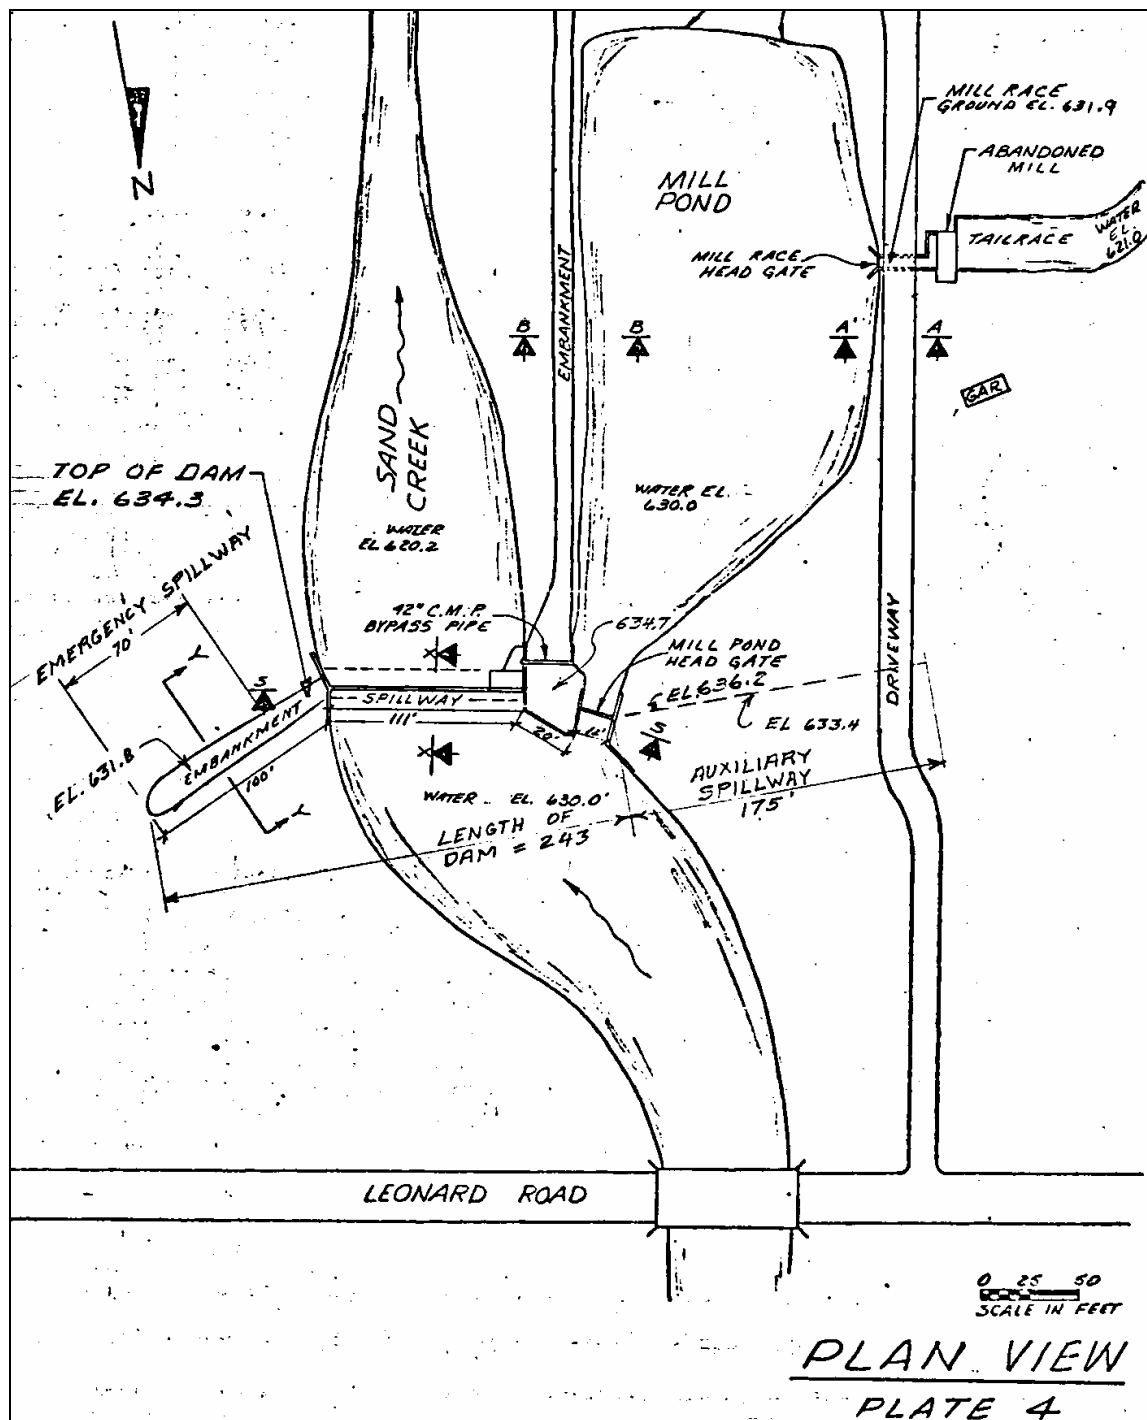 N
MILL RACE
GROUND EL. 631.9
ABANDONED
MILL
MILL
POND
TAILRACE
WATER
EL.
621.0
MILL RACE
HEAD GATE
EMBANKMENT
B
B
A'
A
GAR
SAND
CREEK
TOP OF DAM
EL. 634.3
WATER EL.
630.0
WATER
EL 620.2
EMERGENCY SPILLWAY
70'
42" C.M.P.
BYPASS PIPE
634.7
MILL POND
HEAD GATE
DRIVEWAY
X
Y
S
EL. 636.2
SPILLWAY
EL 633.4
111'
20'
EMBANKMENT
EL. 631.8
100'
S
X
Y
AUXILIARY
SPILLWAY
175'
WATER EL. 630.0'
LENGTH OF
DAM = 243
LEONARD ROAD
0 25 50
SCALE IN FEET
PLAN VIEW
PLATE 4